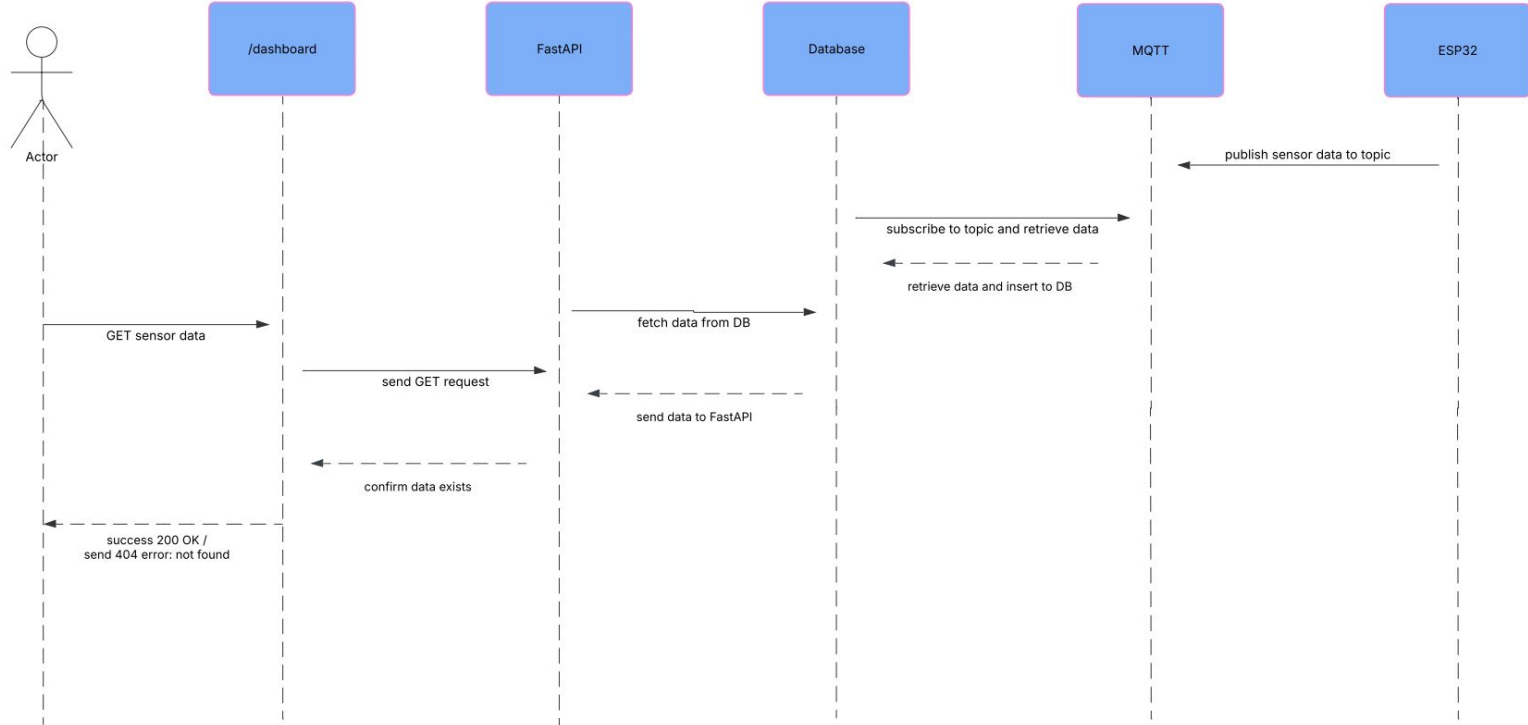 /dashboard
FastAPI
Database
MQTT
ESP32
Actor
publish sensor data to topic
subscribe to topic and retrieve data
retrieve data and insert to DB
fetch data from DB
GET sensor data
send GET request
send data to FastAPI
confirm data exists
success 200 OK /
send 404 error: not found